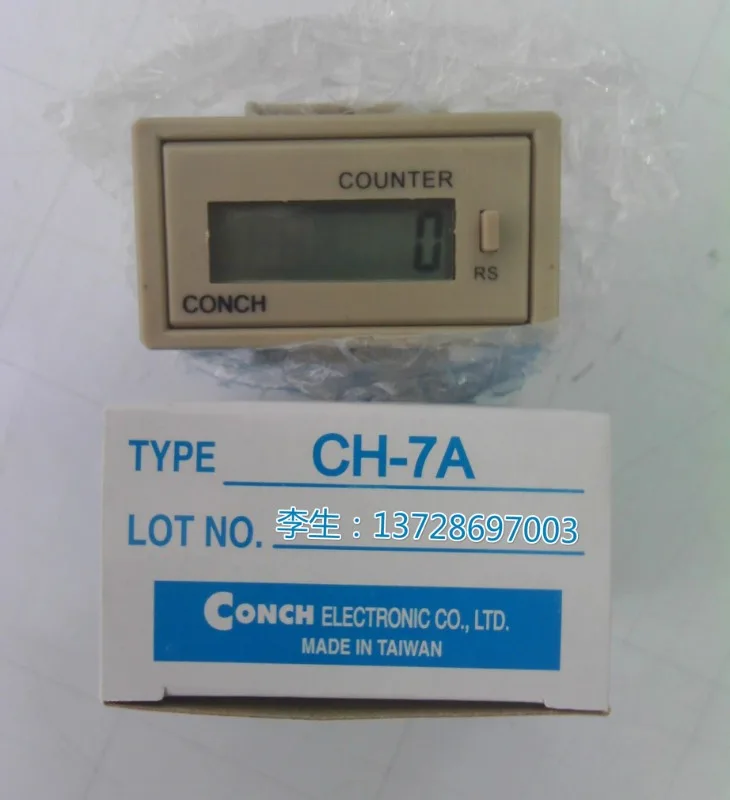 COUNTER
0
RS
CONCH
TYPE CH-7A
LOT NO. 李生：13728697003
CONCH ELECTRONIC CO., LTD.
MADE IN TAIWAN